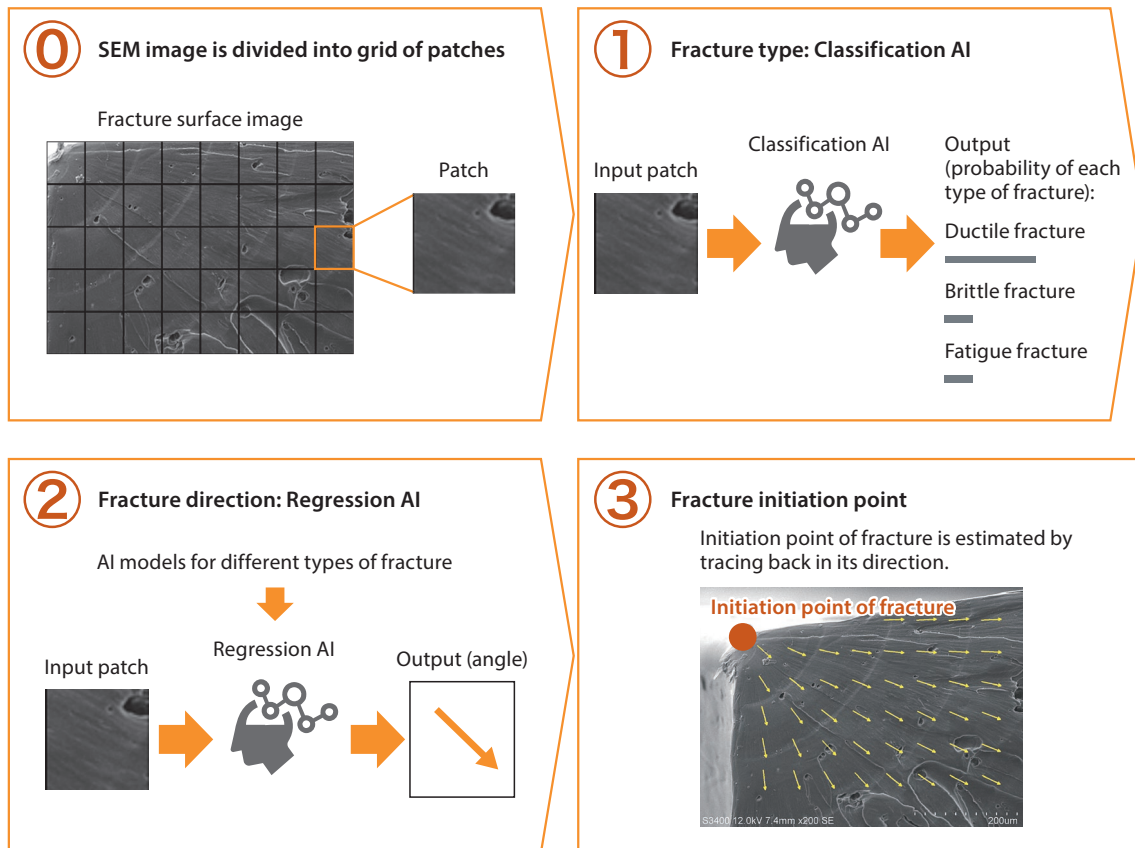 0
SEM image is divided into grid of patches
Fracture surface image
Patch
1
Fracture type: Classification AI
Input patch
Classification AI
Output
(probability of each
type of fracture):
Ductile fracture
Brittle fracture
Fatigue fracture
2
Fracture direction: Regression AI
AI models for different types of fracture
Input patch
Regression AI
Output (angle)
3
Fracture initiation point
Initiation point of fracture is estimated by
tracing back in its direction.
Initiation point of fracture
S3400 12.0kV 7.4mm x200 SE
200um